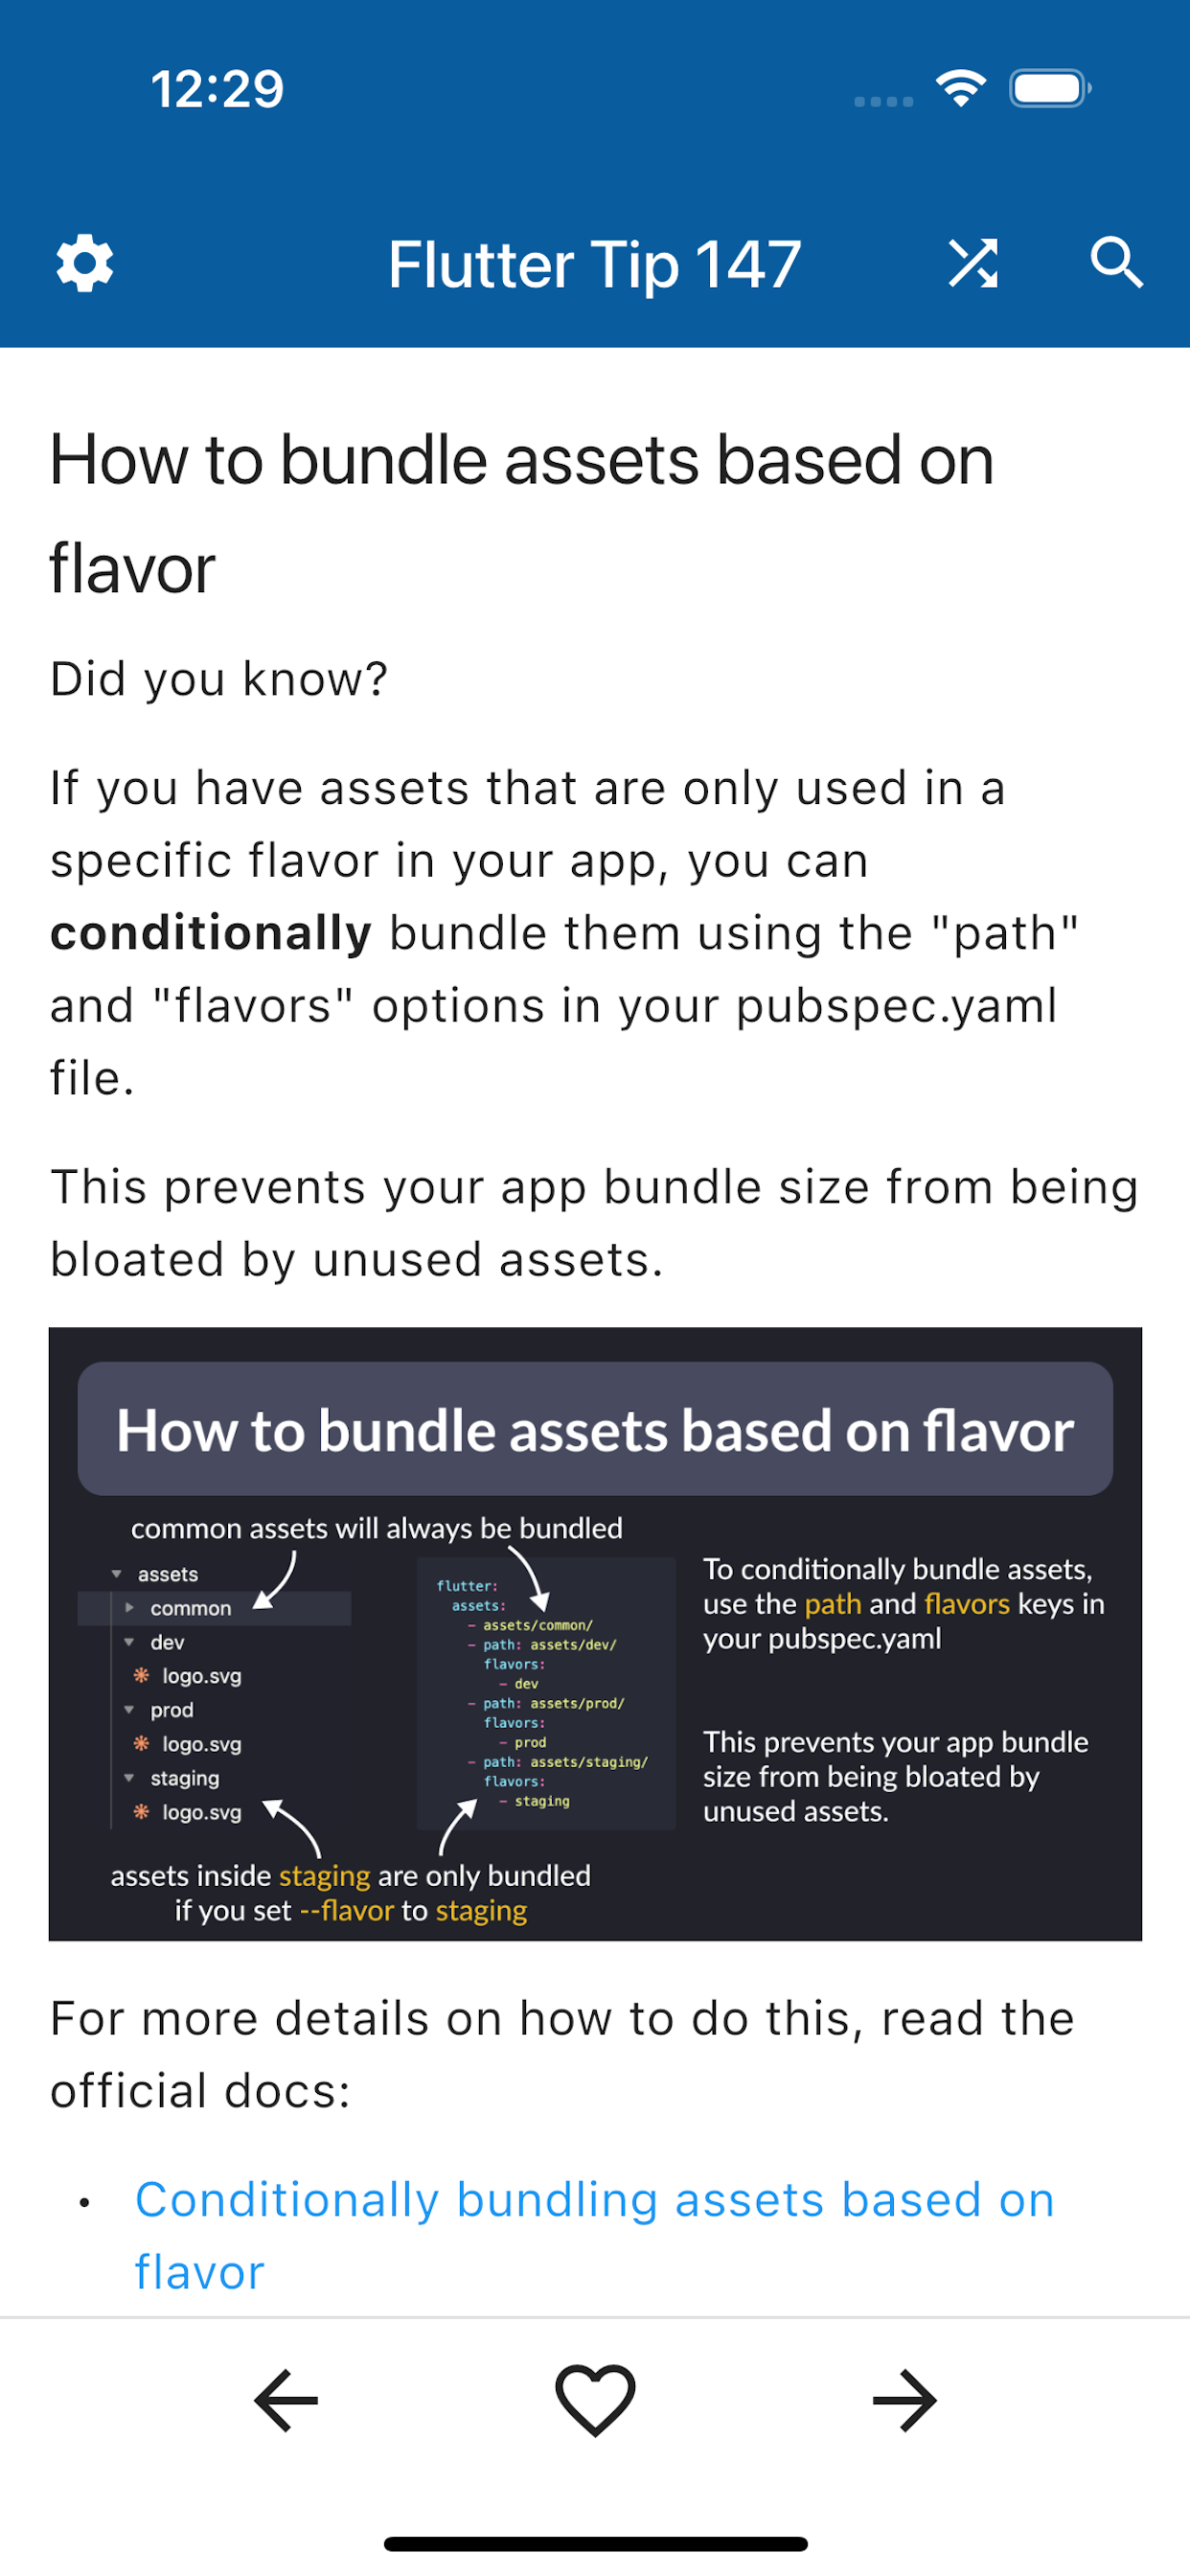 12:29
Flutter Tip 147
How to bundle assets based on
flavor
Did you know?
If you have assets that are only used in a
specific flavor in your app, you can
conditionally bundle them using the "path"
and "flavors" options in your pubspec.yaml
file.
This prevents your app bundle size from being
bloated by unused assets.
How to bundle assets based on flavor
common assets will always be bundled
assets
common
dev
logo.svg
prod
logo.svg
staging
logo.svg
flutter:
assets:
- assets/common/
- path: assets/dev/
flavors:
- dev
- path: assets/prod/
flavors:
- prod
- path: assets/staging/
flavors:
- staging
To conditionally bundle assets,
use the path and flavors keys in
your pubspec.yaml
This prevents your app bundle
size from being bloated by
unused assets.
assets inside staging are only bundled
if you set --flavor to staging
For more details on how to do this, read the
official docs:
• Conditionally bundling assets based on
flavor